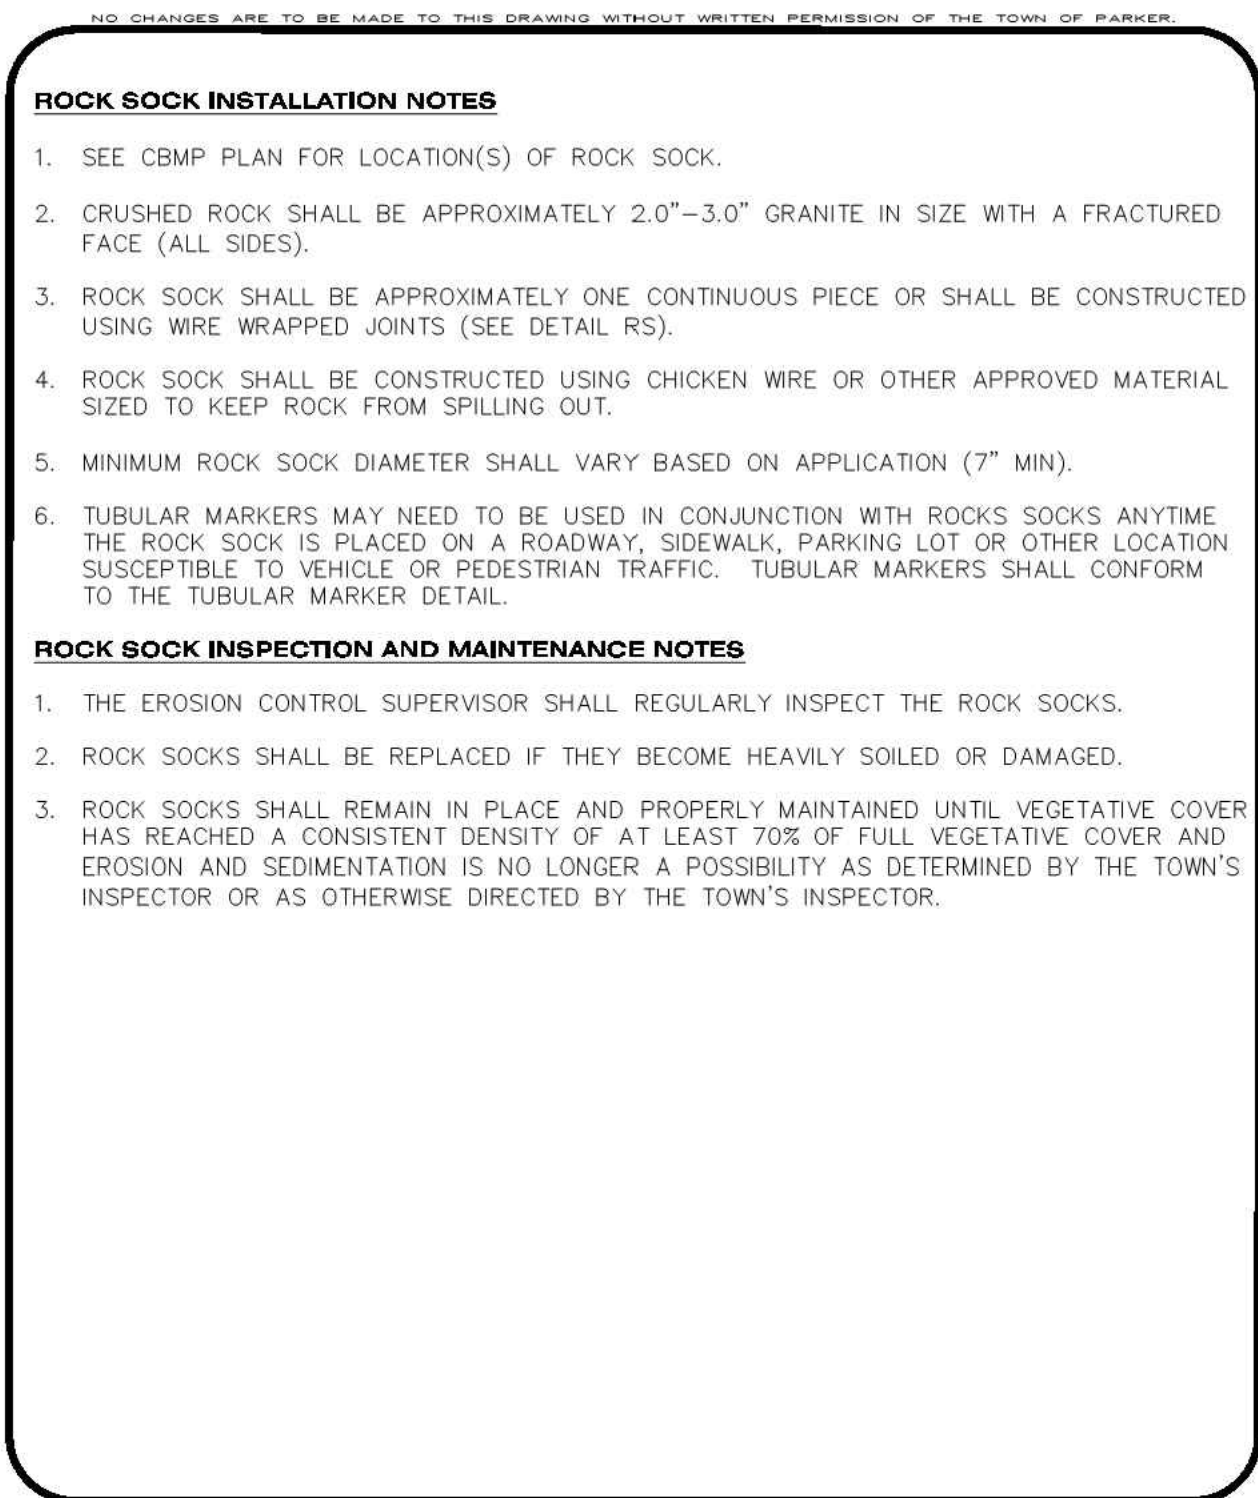 NO CHANGES ARE TO BE MADE TO THIS DRAWING WITHOUT WRITTEN PERMISSION OF THE TOWN OF PARKER.
ROCK SOCK INSTALLATION NOTES
1. SEE CBMP PLAN FOR LOCATION(S) OF ROCK SOCK.
2. CRUSHED ROCK SHALL BE APPROXIMATELY 2.0"–3.0" GRANITE IN SIZE WITH A FRACTURED
FACE (ALL SIDES).
3. ROCK SOCK SHALL BE APPROXIMATELY ONE CONTINUOUS PIECE OR SHALL BE CONSTRUCTED
USING WIRE WRAPPED JOINTS (SEE DETAIL RS).
4. ROCK SOCK SHALL BE CONSTRUCTED USING CHICKEN WIRE OR OTHER APPROVED MATERIAL
SIZED TO KEEP ROCK FROM SPILLING OUT.
5. MINIMUM ROCK SOCK DIAMETER SHALL VARY BASED ON APPLICATION (7" MIN).
6. TUBULAR MARKERS MAY NEED TO BE USED IN CONJUNCTION WITH ROCKS SOCKS ANYTIME
THE ROCK SOCK IS PLACED ON A ROADWAY, SIDEWALK, PARKING LOT OR OTHER LOCATION
SUSCEPTIBLE TO VEHICLE OR PEDESTRIAN TRAFFIC. TUBULAR MARKERS SHALL CONFORM
TO THE TUBULAR MARKER DETAIL.
ROCK SOCK INSPECTION AND MAINTENANCE NOTES
1. THE EROSION CONTROL SUPERVISOR SHALL REGULARLY INSPECT THE ROCK SOCKS.
2. ROCK SOCKS SHALL BE REPLACED IF THEY BECOME HEAVILY SOILED OR DAMAGED.
3. ROCK SOCKS SHALL REMAIN IN PLACE AND PROPERLY MAINTAINED UNTIL VEGETATIVE COVER
HAS REACHED A CONSISTENT DENSITY OF AT LEAST 70% OF FULL VEGETATIVE COVER AND
EROSION AND SEDIMENTATION IS NO LONGER A POSSIBILITY AS DETERMINED BY THE TOWN'S
INSPECTOR OR AS OTHERWISE DIRECTED BY THE TOWN'S INSPECTOR.